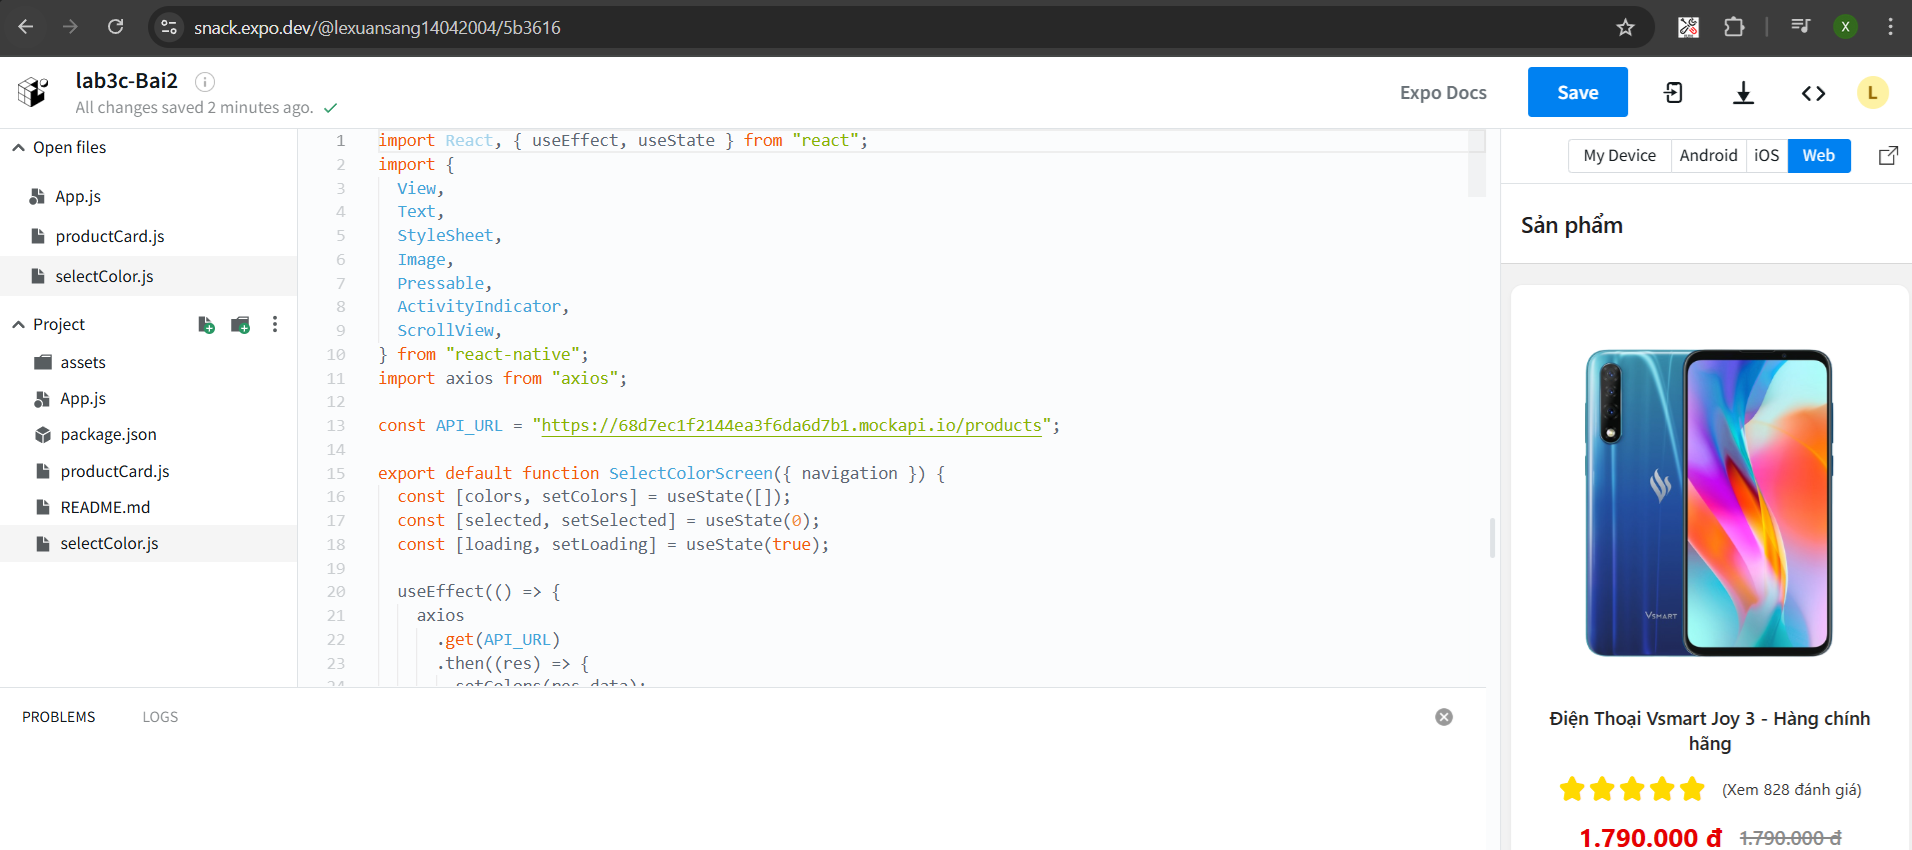 snack.expo.dev/@lexuansang14042004/5b3616
X
lab3c-Bai2
All changes saved 2 minutes ago.
Expo Docs
Save
L
Open files
App.js
productCard.js
selectColor.js
Project
assets
App.js
package.json
productCard.js
README.md
selectColor.js
1 import React, { useEffect, useState } from "react";
2 import {
3 View,
4 Text,
5 StyleSheet,
6 Image,
7 Pressable,
8 ActivityIndicator,
9 ScrollView,
10 } from "react-native";
11 import axios from "axios";
12
13 const API_URL = "https://68d7ec1f2144ea3f6da6d7b1.mockapi.io/products";
14
15 export default function SelectColorScreen({ navigation }) {
16 const [colors, setColors] = useState([]);
17 const [selected, setSelected] = useState(0);
18 const [loading, setLoading] = useState(true);
19
20 useEffect(() => {
21 axios
22 .get(API_URL)
23 .then((res) => {
24 setColors(res.data);
PROBLEMS
LOGS
My Device
Android
iOS
Web
Sản phẩm
VSMART
Điện Thoại Vsmart Joy 3 - Hàng chính
hãng
(Xem 828 đánh giá)
1.790.000 đ
1.790.000 đ